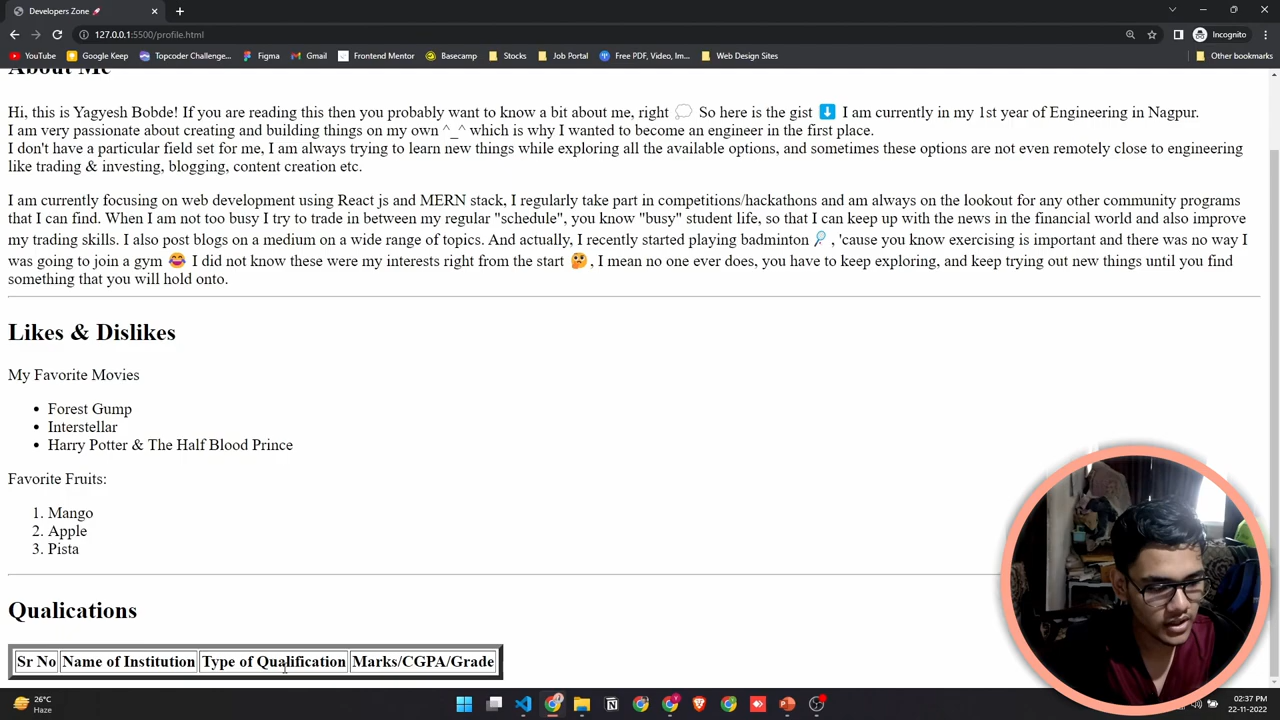 Developers Zone 🚀
127.0.0.1:5500/profile.html
Incognito
YouTube
Google Keep
Topcoder Challenge...
Figma
Gmail
Frontend Mentor
Basecamp
Stocks
Job Portal
Free PDF, Video, Im...
Web Design Sites
Other bookmarks
About Me
Hi, this is Yagyesh Bobde! If you are reading this then you probably want to know a bit about me, right 💭 So here is the gist ⬇️ I am currently in my 1st year of Engineering in Nagpur.
I am very passionate about creating and building things on my own ^_^ which is why I wanted to become an engineer in the first place.
I don't have a particular field set for me, I am always trying to learn new things while exploring all the available options, and sometimes these options are not even remotely close to engineering
like trading & investing, blogging, content creation etc.
I am currently focusing on web development using React js and MERN stack, I regularly take part in competitions/hackathons and am always on the lookout for any other community programs
that I can find. When I am not too busy I try to trade in between my regular "schedule", you know "busy" student life, so that I can keep up with the news in the financial world and also improve
my trading skills. I also post blogs on a medium on a wide range of topics. And actually, I recently started playing badminton 🏸 , 'cause you know exercising is important and there was no way I
was going to join a gym 😂 I did not know these were my interests right from the start 🤔 , I mean no one ever does, you have to keep exploring, and keep trying out new things until you find
something that you will hold onto.
Likes & Dislikes
My Favorite Movies
• Forest Gump
• Interstellar
• Harry Potter & The Half Blood Prince
Favorite Fruits:
1. Mango
2. Apple
3. Pista
Qualications
Sr No Name of Institution Type of Qualification Marks/CGPA/Grade
26°C
Haze
02:37 PM
22-11-2022